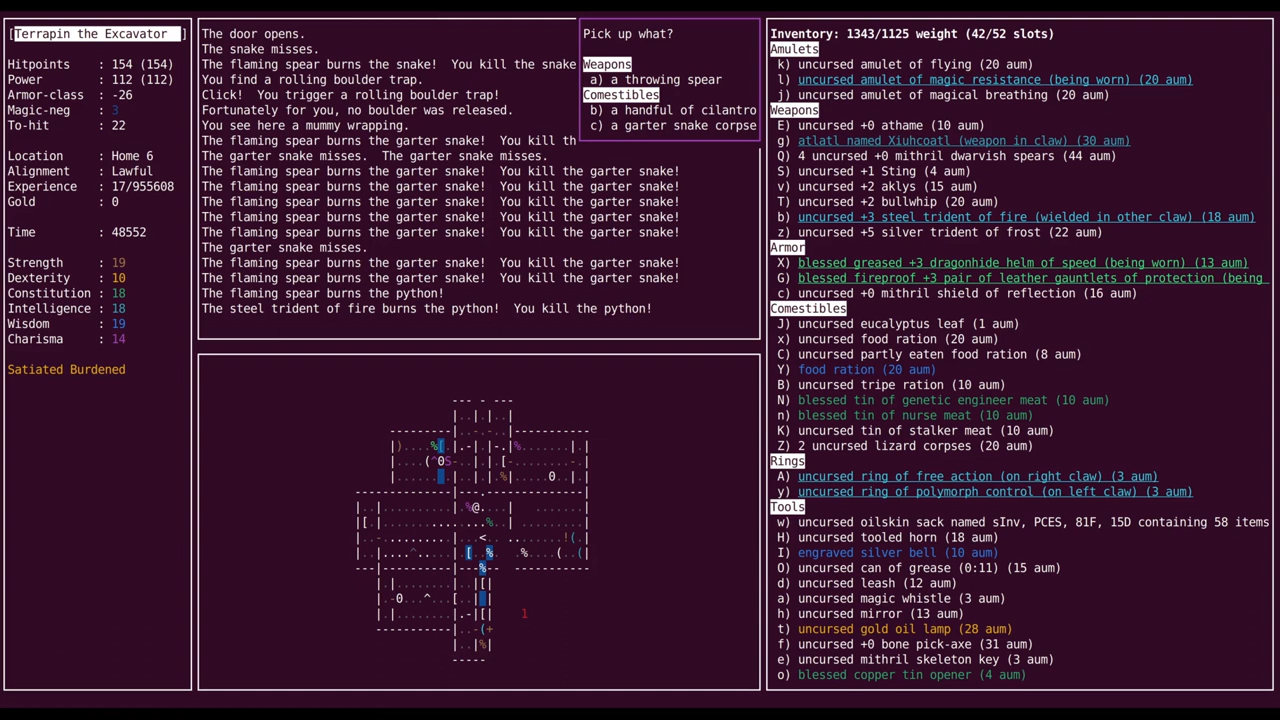 [Terrapin the Excavator ]
Hitpoints : 154 (154)
Power : 112 (112)
Armor-class : -26
Magic-neg : 3
To-hit : 22
Location : Home 6
Alignment : Lawful
Experience : 17/955608
Gold : 0
Time : 48552
Strength : 19
Dexterity : 10
Constitution : 18
Intelligence : 18
Wisdom : 19
Charisma : 14
Satiated Burdened
The door opens.
The snake misses.
The flaming spear burns the snake! You kill the snake
You find a rolling boulder trap.
Click! You trigger a rolling boulder trap!
Fortunately for you, no boulder was released.
You see here a mummy wrapping.
The flaming spear burns the garter snake! You kill th
The garter snake misses. The garter snake misses.
The flaming spear burns the garter snake! You kill the garter snake!
The flaming spear burns the garter snake! You kill the garter snake!
The flaming spear burns the garter snake! You kill the garter snake!
The flaming spear burns the garter snake! You kill the garter snake!
The flaming spear burns the garter snake! You kill the garter snake!
The garter snake misses.
The flaming spear burns the garter snake! You kill the garter snake!
The flaming spear burns the garter snake! You kill the garter snake!
The flaming spear burns the python!
The steel trident of fire burns the python! You kill the python!
Pick up what?
Weapons
a) a throwing spear
Comestibles
b) a handful of cilantro
c) a garter snake corpse
Inventory: 1343/1125 weight (42/52 slots)
Amulets
k) uncursed amulet of flying (20 aum)
l) uncursed amulet of magic resistance (being worn) (20 aum)
j) uncursed amulet of magical breathing (20 aum)
Weapons
E) uncursed +0 athame (10 aum)
g) atlatl named Xiuhcoatl (weapon in claw) (30 aum)
Q) 4 uncursed +0 mithril dwarvish spears (44 aum)
S) uncursed +1 Sting (4 aum)
v) uncursed +2 aklys (15 aum)
T) uncursed +2 bullwhip (20 aum)
b) uncursed +3 steel trident of fire (wielded in other claw) (18 aum)
z) uncursed +5 silver trident of frost (22 aum)
Armor
X) blessed greased +3 dragonhide helm of speed (being worn) (13 aum)
G) blessed fireproof +3 pair of leather gauntlets of protection (being
c) uncursed +0 mithril shield of reflection (16 aum)
Comestibles
J) uncursed eucalyptus leaf (1 aum)
x) uncursed food ration (20 aum)
C) uncursed partly eaten food ration (8 aum)
Y) food ration (20 aum)
B) uncursed tripe ration (10 aum)
N) blessed tin of genetic engineer meat (10 aum)
n) blessed tin of nurse meat (10 aum)
K) uncursed tin of stalker meat (10 aum)
Z) 2 uncursed lizard corpses (20 aum)
Rings
A) uncursed ring of free action (on right claw) (3 aum)
y) uncursed ring of polymorph control (on left claw) (3 aum)
Tools
w) uncursed oilskin sack named sInv, PCES, 81F, 15D containing 58 items
H) uncursed tooled horn (18 aum)
I) engraved silver bell (10 aum)
O) uncursed can of grease (0:11) (15 aum)
d) uncursed leash (12 aum)
a) uncursed magic whistle (3 aum)
h) uncursed mirror (13 aum)
t) uncursed gold oil lamp (28 aum)
f) uncursed +0 bone pick-axe (31 aum)
e) uncursed mithril skeleton key (3 aum)
o) blessed copper tin opener (4 aum)